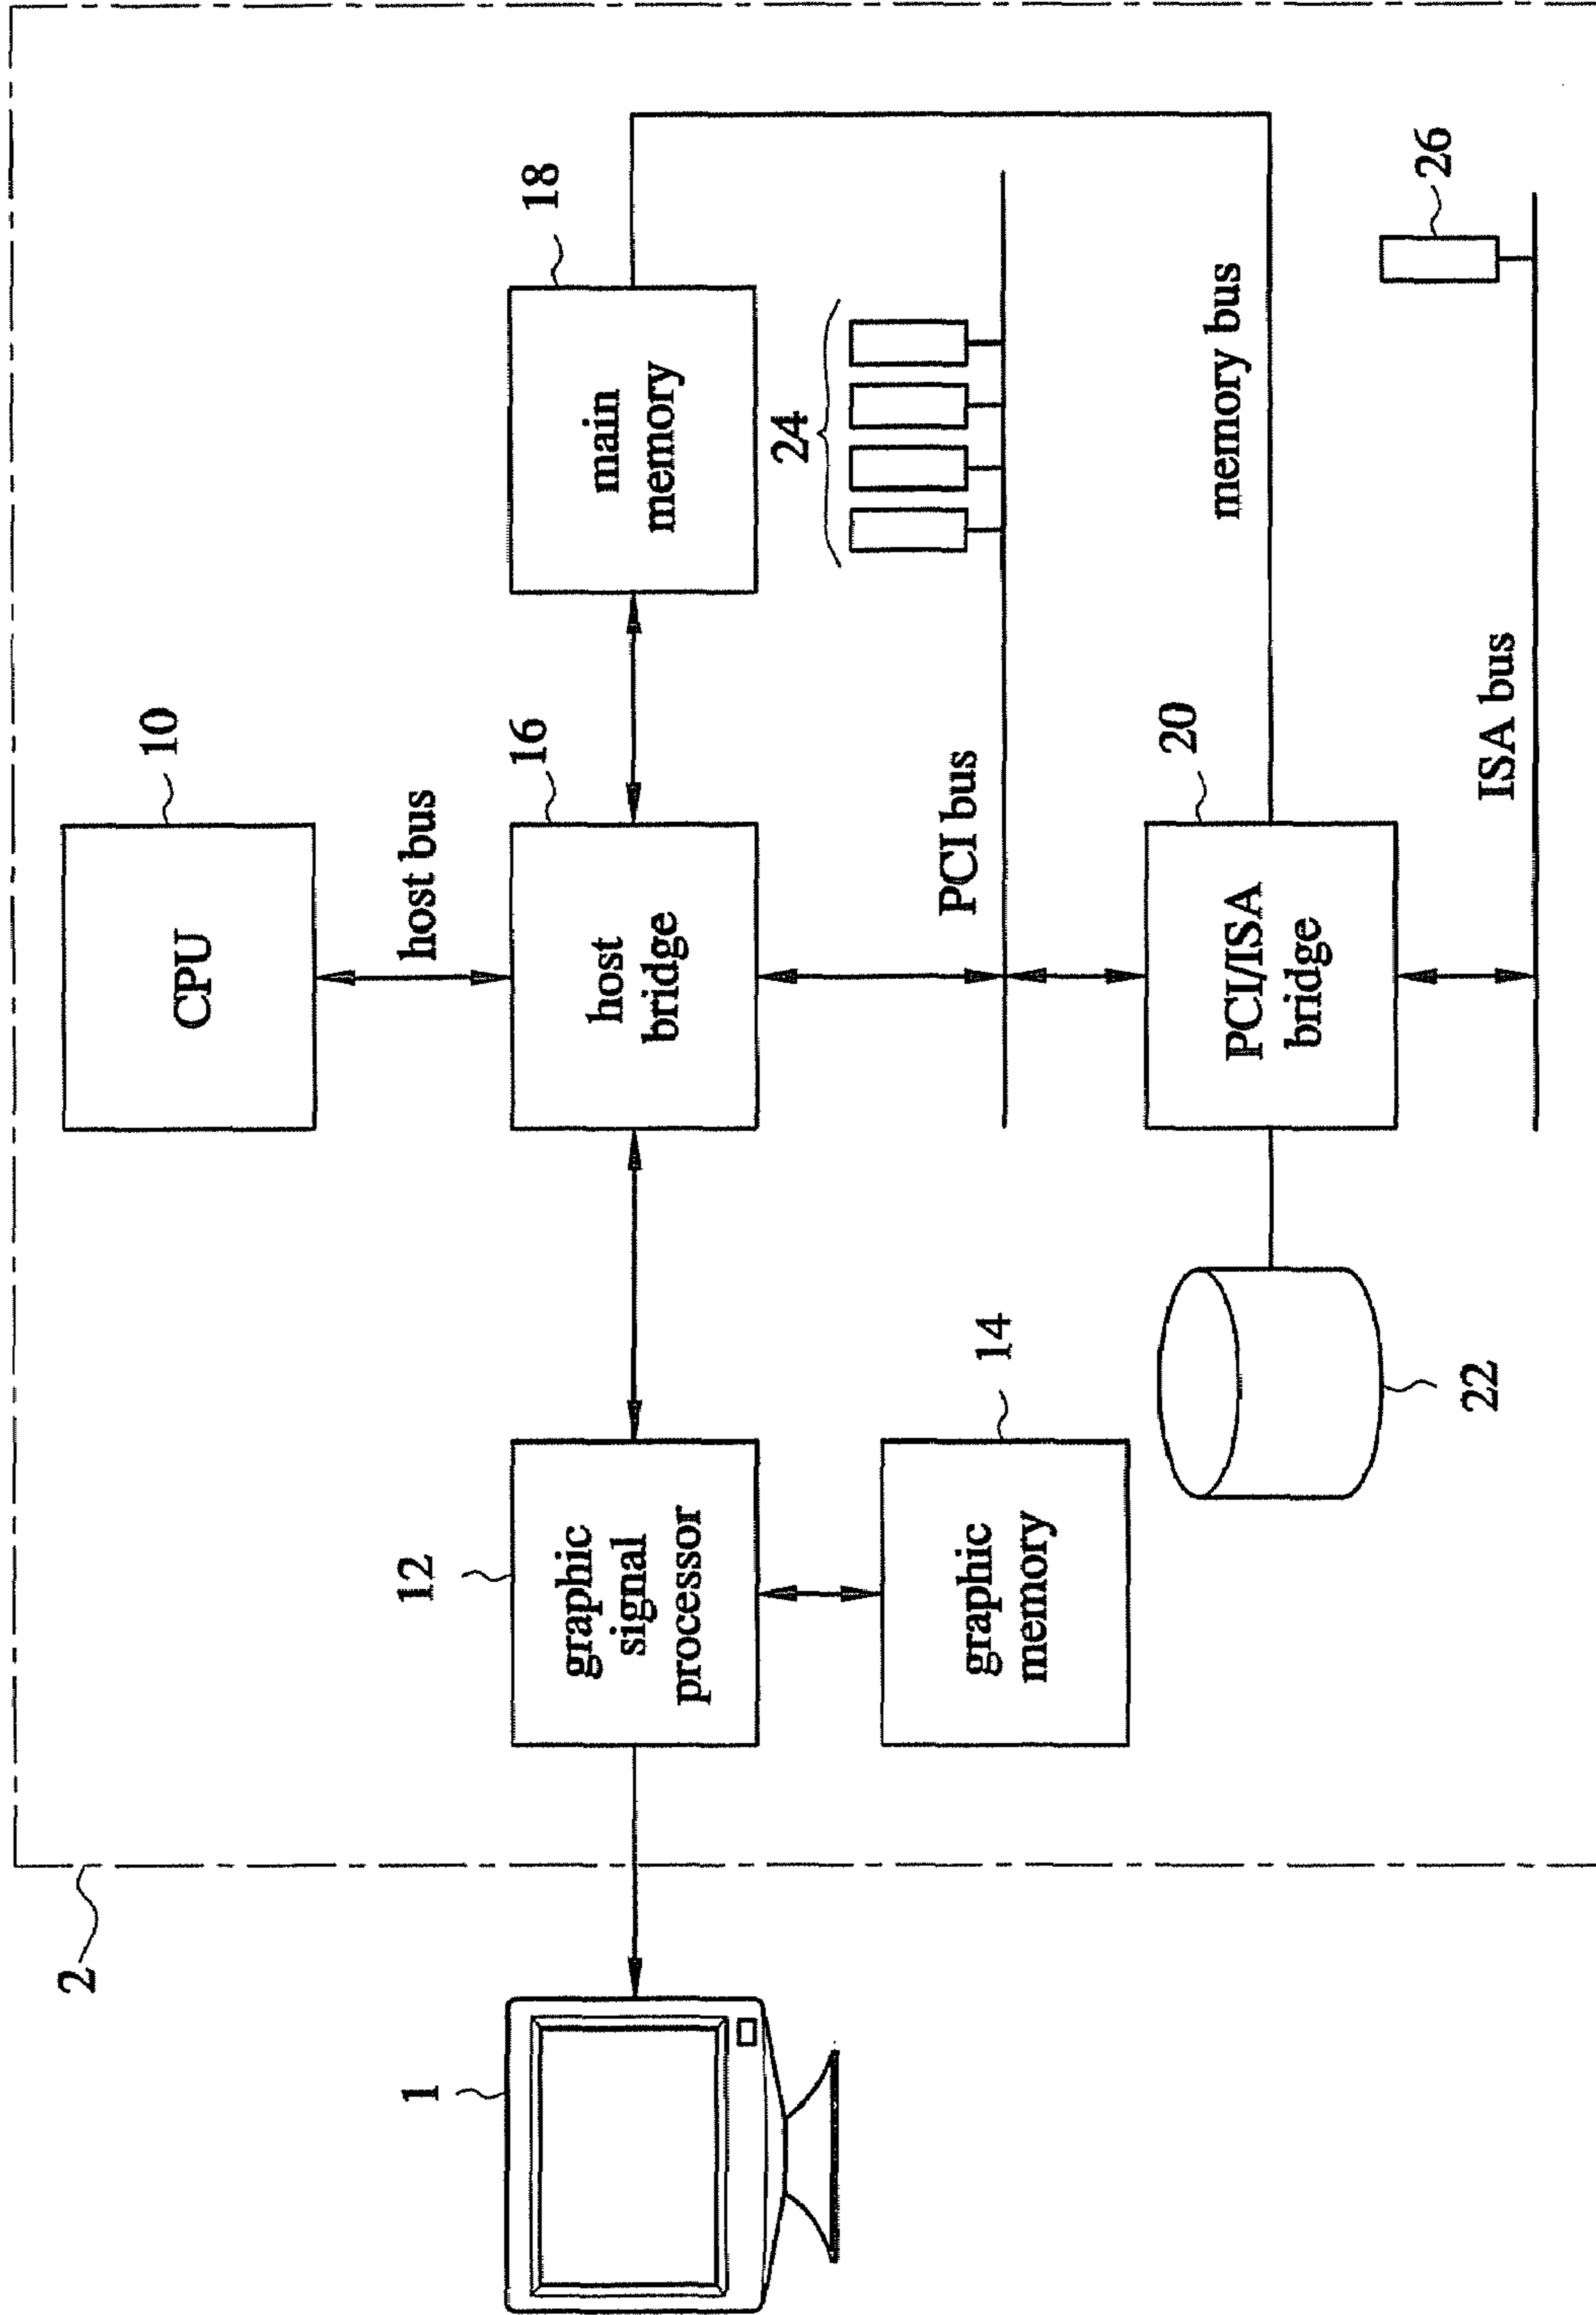 2
10
CPU
host bus
1
12
16
18
graphic
signal
processor
host
bridge
main
memory
24
14
graphic
memory
PCI bus
20
memory bus
PCI/ISA
bridge
22
26
ISA bus